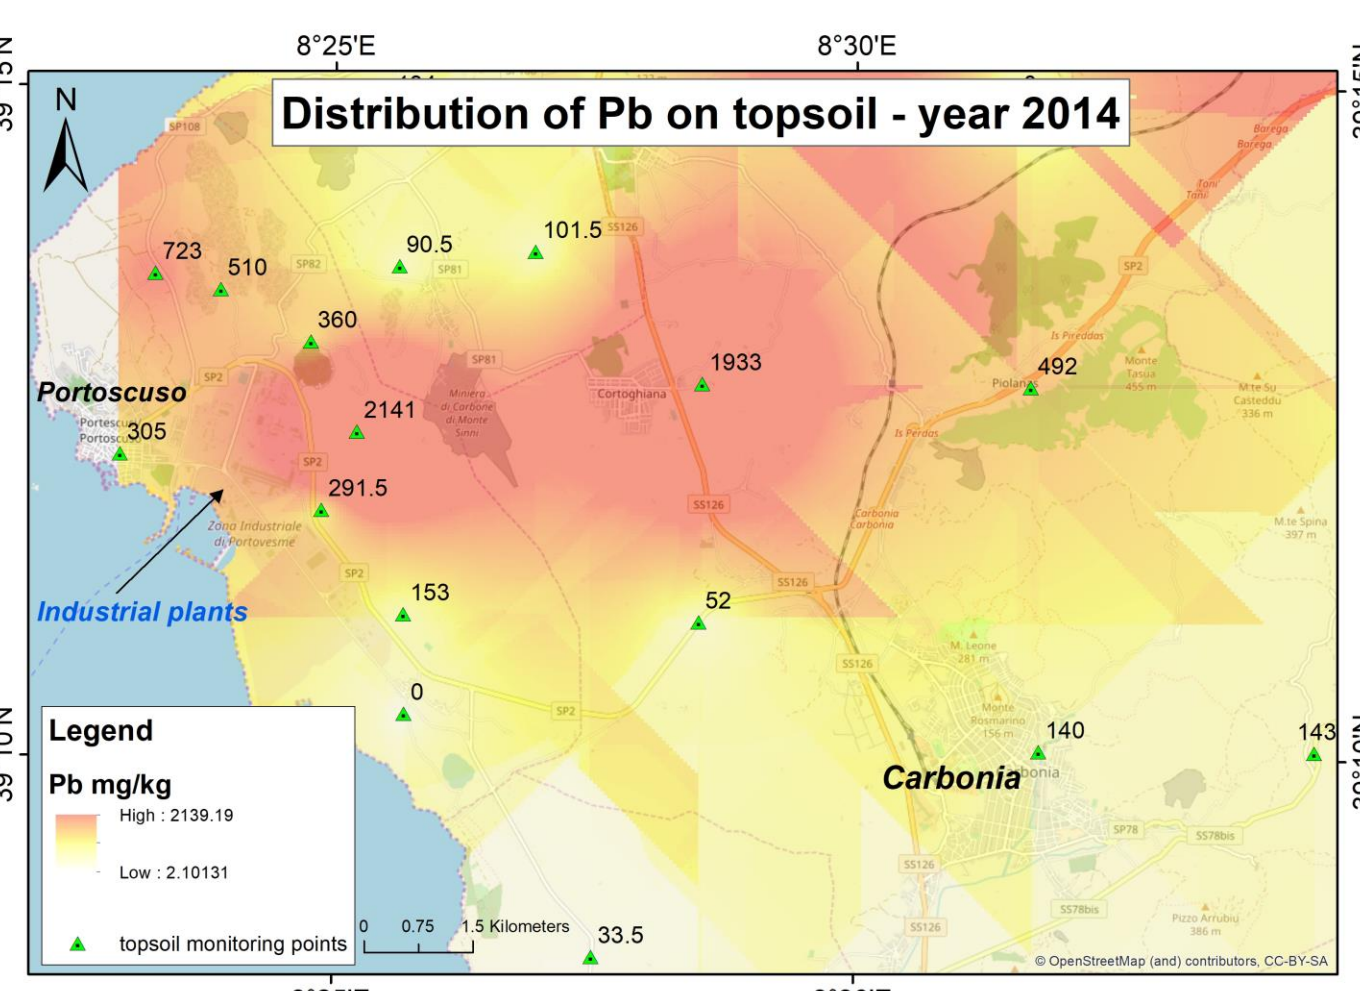 8°25'E
8°30'E
N
Distribution of Pb on topsoil - year 2014
SP108
Barega
Barega
SS126
723
510
SP82
90.5
SP81
101.5
SP2
360
Is Pireddas
SP81
1933
492
Piolanas
Monte
Tasua
455 m
M.te Su
Casteddu
336 m
SP2
Portoscuso
Miniera
di Carbone
di Monte
Sinni
Cortoghiana
2141
305
Portoscuso
Is Perdas
SP2
291.5
SS126
Carbonia
Carbonia
M.te Spina
397 m
Zona Industriale
di Portovesme
SP2
SS126
Industrial plants
153
52
M. Leone
281 m
SS126
0
SP2
Monte
Rosmarino
156 m
140
143
Carbonia
Legend
Pb mg/kg
High : 2139.19
Low : 2.10131
topsoil monitoring points
SP78
SS78bis
SS126
SS78bis
0 0.75 1.5 Kilometers
33.5
SS126
Pizzo Arrubiu
386 m
© OpenStreetMap (and) contributors, CC-BY-SA